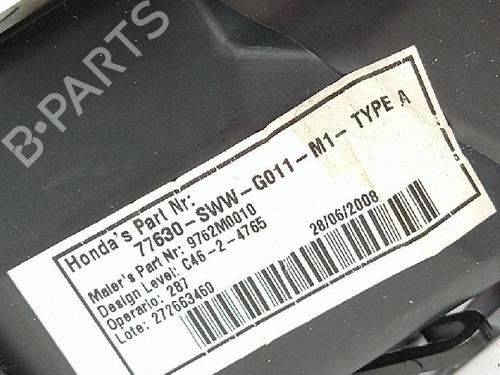 B-PARTS
Honda's Part Nr:
77630-SWW-G011-M1-TYPE A
Maier's Part Nr: 9762M0010
Design Level: C46-2-4765
Operario: 287
Lote: 272663460
28/06/2008